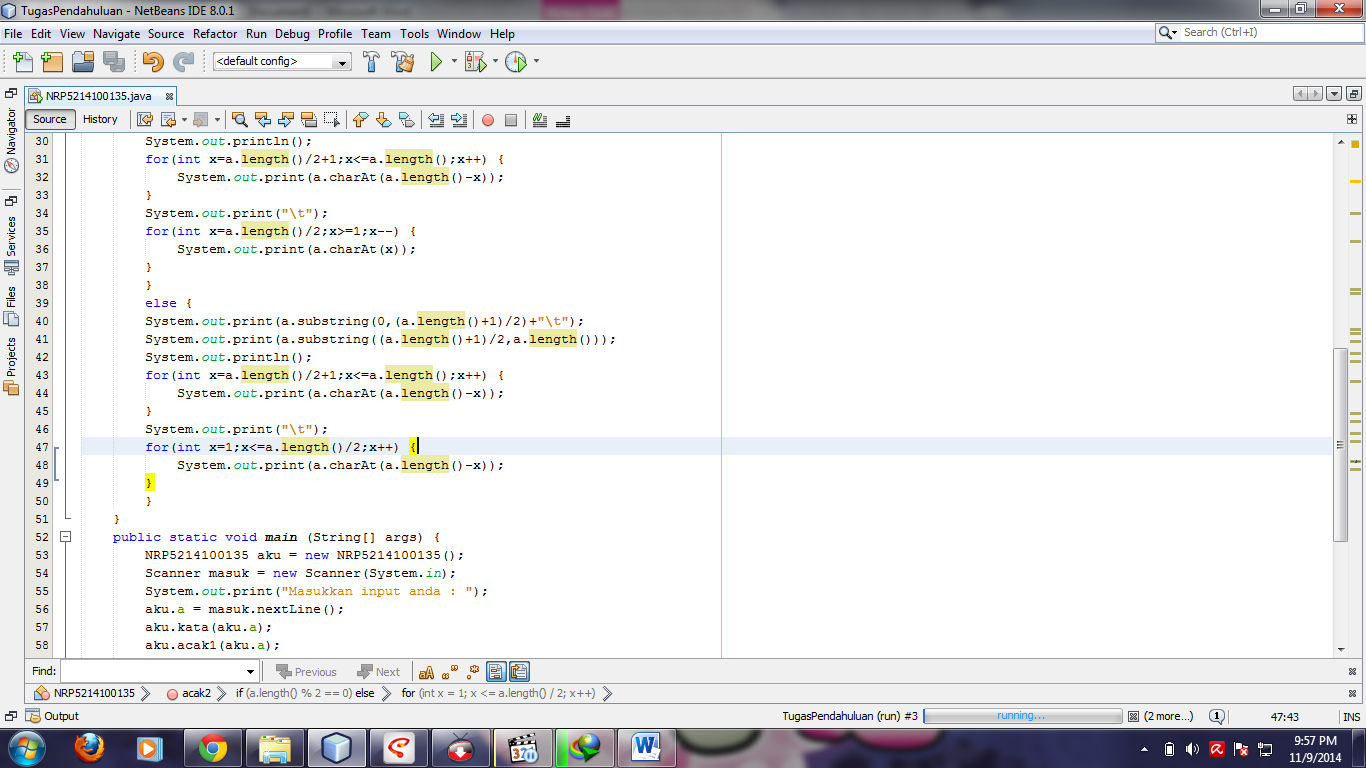 TugasPendahuluan - NetBeans IDE 8.0.1
File Edit View Navigate Source Refactor Run Debug Profile Team Tools Window Help
Search (Ctrl+I)
<default config>
NRP5214100135.java
Source History
Navigator
Services
Files
Projects
30 System.out.println();
31 for(int x=a.length()/2+1;x<=a.length();x++) {
32 System.out.print(a.charAt(a.length()-x));
33 }
34 System.out.print("\t");
35 for(int x=a.length()/2;x>=1;x--) {
36 System.out.print(a.charAt(x));
37 }
38 }
39 else {
40 System.out.print(a.substring(0,(a.length()+1)/2)+"\t");
41 System.out.print(a.substring((a.length()+1)/2,a.length()));
42 System.out.println();
43 for(int x=a.length()/2+1;x<=a.length();x++) {
44 System.out.print(a.charAt(a.length()-x));
45 }
46 System.out.print("\t");
47 for(int x=1;x<=a.length()/2;x++) {
48 System.out.print(a.charAt(a.length()-x));
49 }
50 }
51 }
52 public static void main (String[] args) {
53 NRP5214100135 aku = new NRP5214100135();
54 Scanner masuk = new Scanner(System.in);
55 System.out.print("Masukkan input anda : ");
56 aku.a = masuk.nextLine();
57 aku.kata(aku.a);
58 aku.acak1(aku.a);
Find: Previous Next
NRP5214100135 acak2 if (a.length() % 2 == 0) else for (int x = 1; x <= a.length() / 2; x++)
Output TugasPendahuluan (run) #3 running... (2 more...) 1 47:43 INS
9:57 PM
11/9/2014